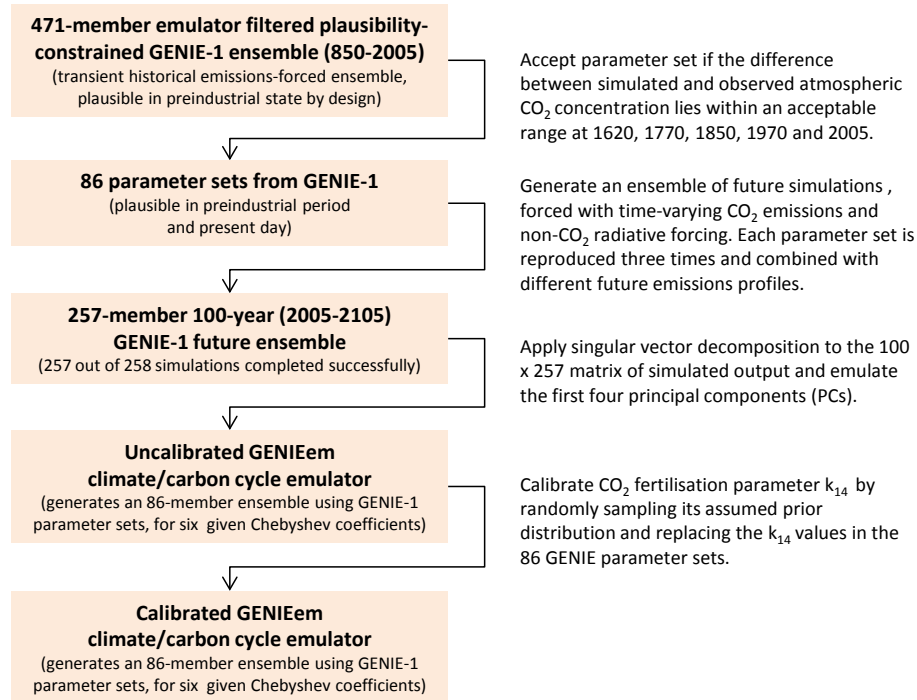 471-member emulator filtered plausibility-
constrained GENIE-1 ensemble (850-2005)
(transient historical emissions-forced ensemble,
plausible in preindustrial state by design)
Accept parameter set if the difference
between simulated and observed atmospheric
CO2 concentration lies within an acceptable
range at 1620, 1770, 1850, 1970 and 2005.
86 parameter sets from GENIE-1
(plausible in preindustrial period
and present day)
Generate an ensemble of future simulations ,
forced with time-varying CO2 emissions and
non-CO2 radiative forcing. Each parameter set is
reproduced three times and combined with
different future emissions profiles.
257-member 100-year (2005-2105)
GENIE-1 future ensemble
(257 out of 258 simulations completed successfully)
Apply singular vector decomposition to the 100
x 257 matrix of simulated output and emulate
the first four principal components (PCs).
Uncalibrated GENIEem
climate/carbon cycle emulator
(generates an 86-member ensemble using GENIE-1
parameter sets, for six given Chebyshev coefficients)
Calibrate CO2 fertilisation parameter k14 by
randomly sampling its assumed prior
distribution and replacing the k14 values in the
86 GENIE parameter sets.
Calibrated GENIEem
climate/carbon cycle emulator
(generates an 86-member ensemble using GENIE-1
parameter sets, for six given Chebyshev coefficients)